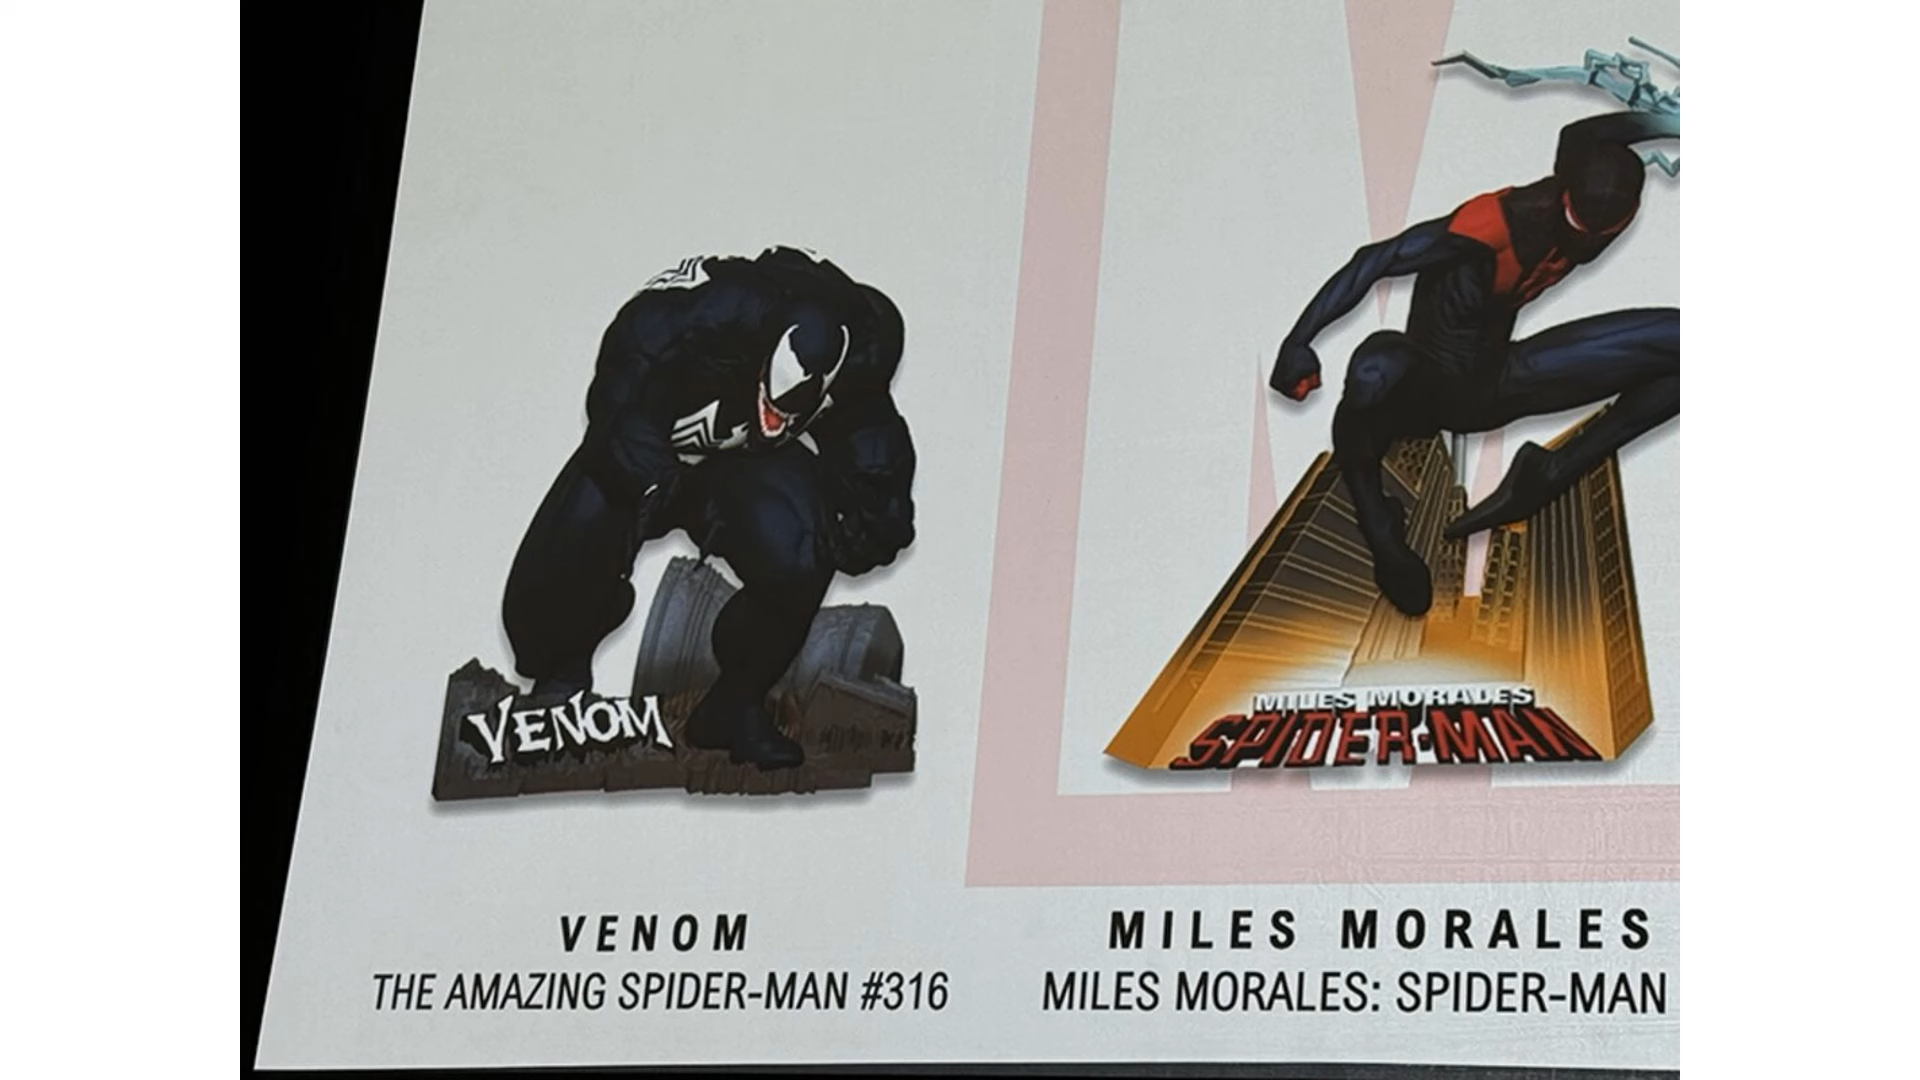 VENOM
MILES MORALES
SPIDER-MAN
VENOM
THE AMAZING SPIDER-MAN #316
MILES MORALES
MILES MORALES: SPIDER-MAN